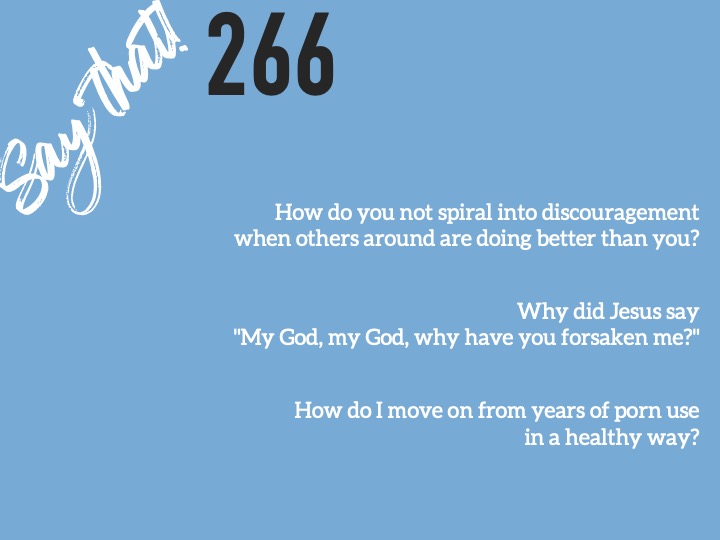 Say that!
266
How do you not spiral into discouragement
when others around are doing better than you?
Why did Jesus say
"My God, my God, why have you forsaken me?"
How do I move on from years of porn use
in a healthy way?